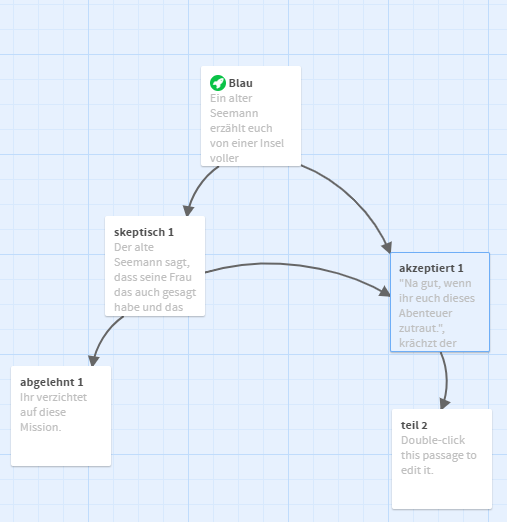 Blau
Ein alter
Seemann
erzählt euch
von einer Insel
voller
skeptisch 1
Der alte
Seemann sagt,
dass seine Frau
das auch gesagt
habe und das
akzeptiert 1
"Na gut, wenn
ihr euch dieses
Abenteuer
zutraut.",
krächzt der
abgelehnt 1
Ihr verzichtet
auf diese
Mission.
teil 2
Double-click
this passage to
edit it.